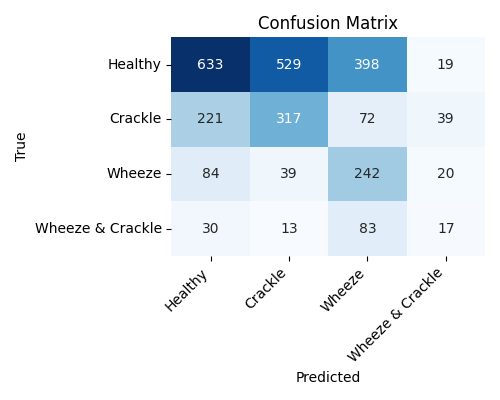 Confusion Matrix
True
Healthy 633 529 398 19
Crackle 221 317 72 39
Wheeze 84 39 242 20
Wheeze & Crackle 30 13 83 17
Healthy Crackle Wheeze Wheeze & Crackle
Predicted